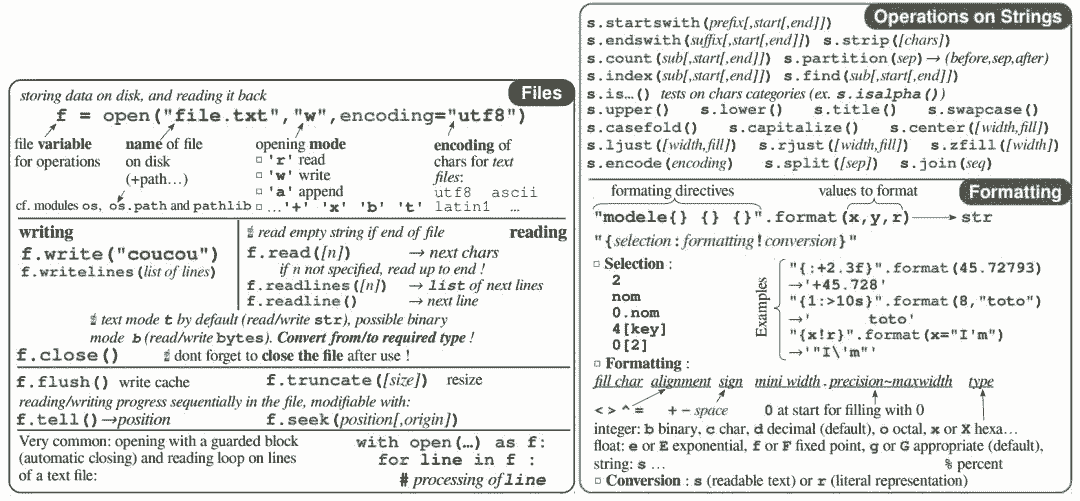 Files
storing data on disk, and reading it back
f = open("file.txt","w",encoding="utf8")
file variable
for operations
name of file
on disk
(+path…)
opening mode
▫ 'r' read
▫ 'w' write
▫ 'a' append
▫ …'+' 'x' 'b' 't'
encoding of
chars for text
files:
utf8 ascii
latin1 …
cf. modules os, os.path and pathlib
writing
f.write("coucou")
f.writelines(list of lines)
read empty string if end of file
reading
f.read([n]) → next chars
if n not specified, read up to end !
f.readlines([n]) → list of next lines
f.readline() → next line
text mode t by default (read/write str), possible binary
mode b (read/write bytes). Convert from/to required type !
f.close() dont forget to close the file after use !
f.flush() write cache f.truncate([size]) resize
reading/writing progress sequentially in the file, modifiable with:
f.tell()→position f.seek(position[,origin])
Very common: opening with a guarded block
(automatic closing) and reading loop on lines
of a text file:
with open(…) as f:
for line in f :
# processing of line
Operations on Strings
s.startswith(prefix[,start[,end]])
s.endswith(suffix[,start[,end]]) s.strip([chars])
s.count(sub[,start[,end]]) s.partition(sep)→ (before,sep,after)
s.index(sub[,start[,end]]) s.find(sub[,start[,end]])
s.is…() tests on chars categories (ex. s.isalpha())
s.upper() s.lower() s.title() s.swapcase()
s.casefold() s.capitalize() s.center([width,fill])
s.ljust([width,fill]) s.rjust([width,fill]) s.zfill([width])
s.encode(encoding) s.split([sep]) s.join(seq)
Formatting
formating directives values to format
"modele{} {} {}".format(x,y,r) → str
"{selection:formatting!conversion}"
▫ Selection :
2
nom
0.nom
4[key]
0[2]
Examples
"{:+2.3f}".format(45.72793)
→'+45.728'
"{1:>10s}".format(8,"toto")
→'      toto'
"{x!r}".format(x="I'm")
→'"I\'m"'
▫ Formatting :
fill char alignment sign mini width.precision~maxwidth type
< > ^ = + - space 0 at start for filling with 0
integer: b binary, c char, d decimal (default), o octal, x or X hexa…
float: e or E exponential, f or F fixed point, g or G appropriate (default),
string: s … % percent
▫ Conversion : s (readable text) or r (literal representation)